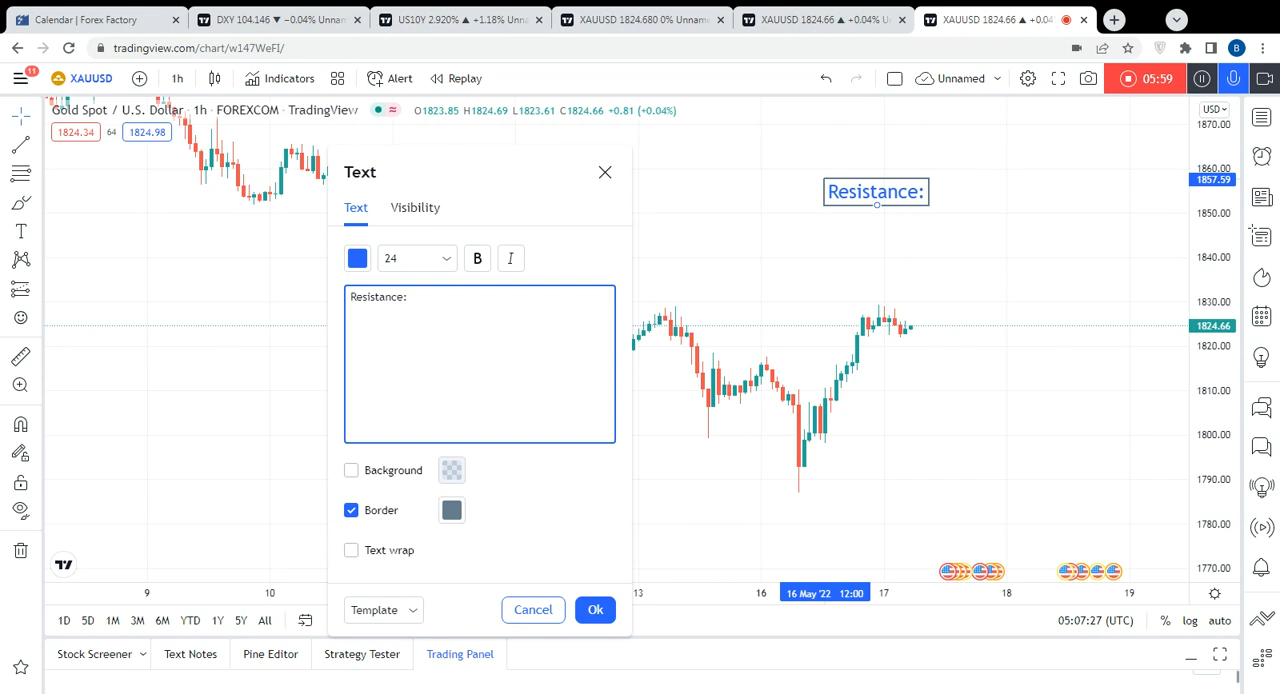 Calendar | Forex Factory
DXY 104.146 ▼ −0.04% Unnam
US10Y 2.920% ▲ +1.18% Unna
XAUUSD 1824.680 0 Unname
XAUUSD 1824.66 ▲ +0.04% Un
XAUUSD 1824.66 ▲ +0.04
tradingview.com/chart/w147WeFI/
B
11
XAUUSD
1h
Indicators
Alert
Replay
Unnamed
05:59
Gold Spot / U.S. Dollar · 1h · FOREXCOM · TradingView
O1823.85 H1824.69 L1823.61 C1824.66 +0.81 (+0.04%)
USD
1824.34
64
1824.98
1870.00
1860.00
1857.59
1850.00
1840.00
1830.00
1824.66
1820.00
1810.00
1800.00
1790.00
1780.00
1770.00
Resistance:
Text
Text
Visibility
24
B
I
Resistance:
Background
Border
Text wrap
Template
Cancel
Ok
9
10
13
16
16 May '22 12:00
17
18
19
1D
5D
1M
3M
6M
YTD
1Y
5Y
All
05:07:27 (UTC)
%
log
auto
Stock Screener
Text Notes
Pine Editor
Strategy Tester
Trading Panel